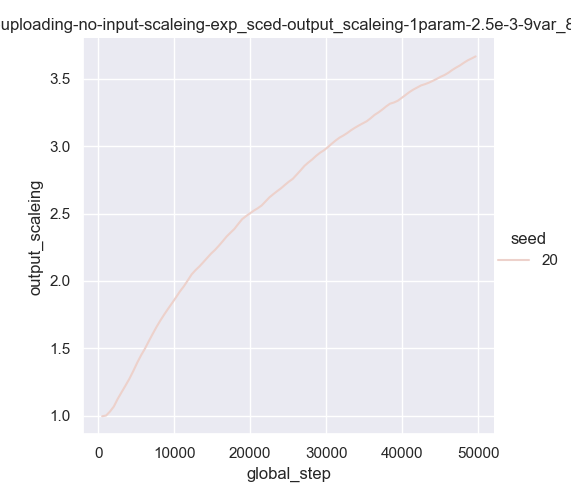 uploading-no-input-scaleing-exp_sced-output_scaleing-1param-2.5e-3-9var_8
3.5
3.0
2.5
2.0
1.5
1.0
output_scaleing
0 10000 20000 30000 40000 50000
global_step
seed
20